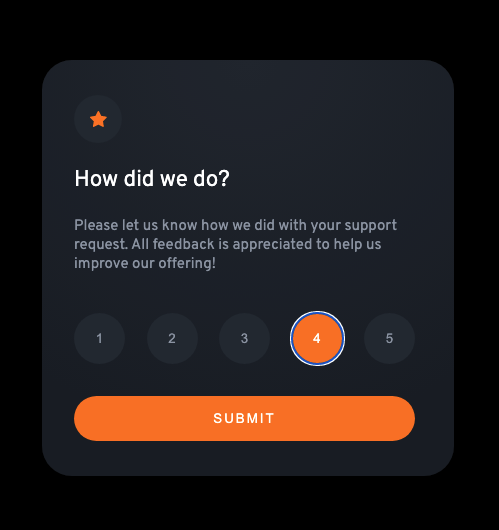 How did we do?
Please let us know how we did with your support
request. All feedback is appreciated to help us
improve our offering!
1 2 3 4 5
SUBMIT